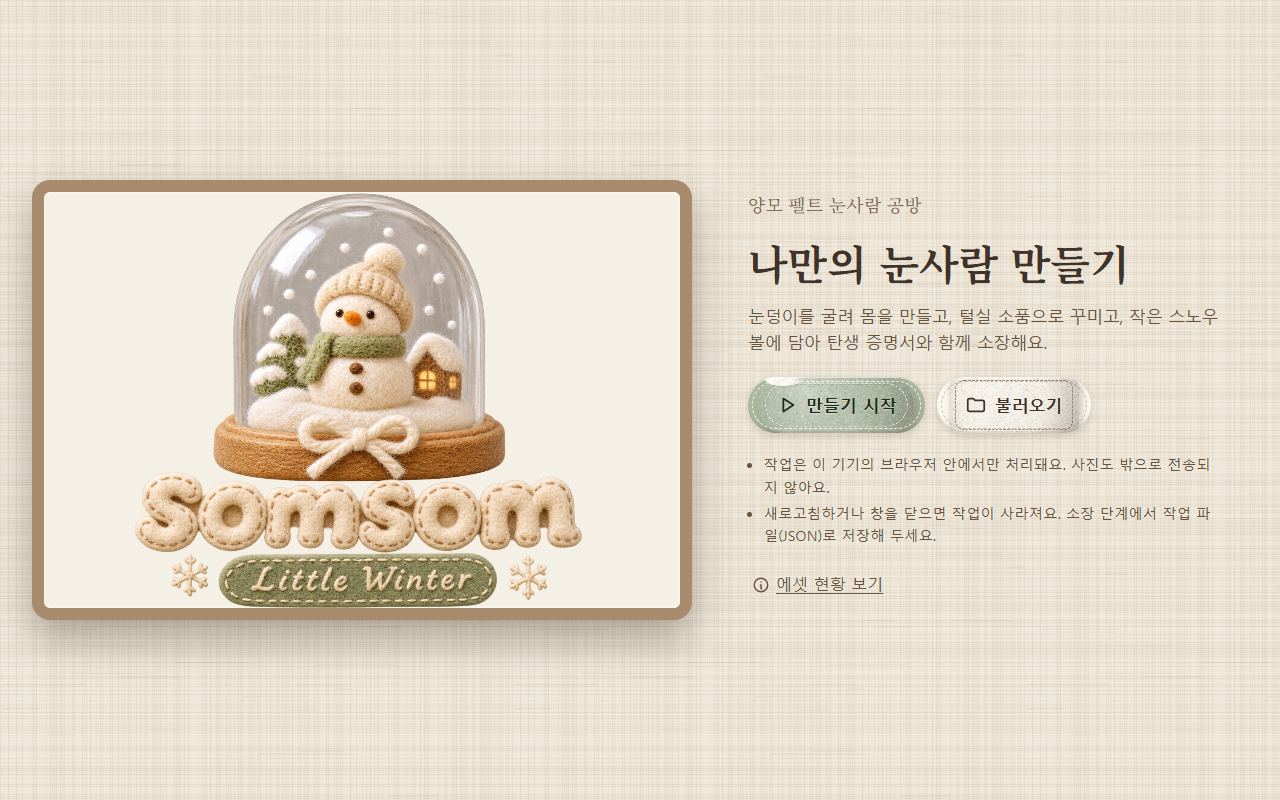 Somsom
Little Winter
양모 펠트 눈사람 공방
나만의 눈사람 만들기
눈덩이를 굴려 몸을 만들고, 털실 소품으로 꾸미고, 작은 스노우
볼에 담아 탄생 증명서와 함께 소장해요.
만들기 시작
불러오기
작업은 이 기기의 브라우저 안에서만 처리돼요. 사진도 밖으로 전송되
지 않아요.
새로고침하거나 창을 닫으면 작업이 사라져요. 소장 단계에서 작업 파
일(JSON)로 저장해 두세요.
에셋 현황 보기